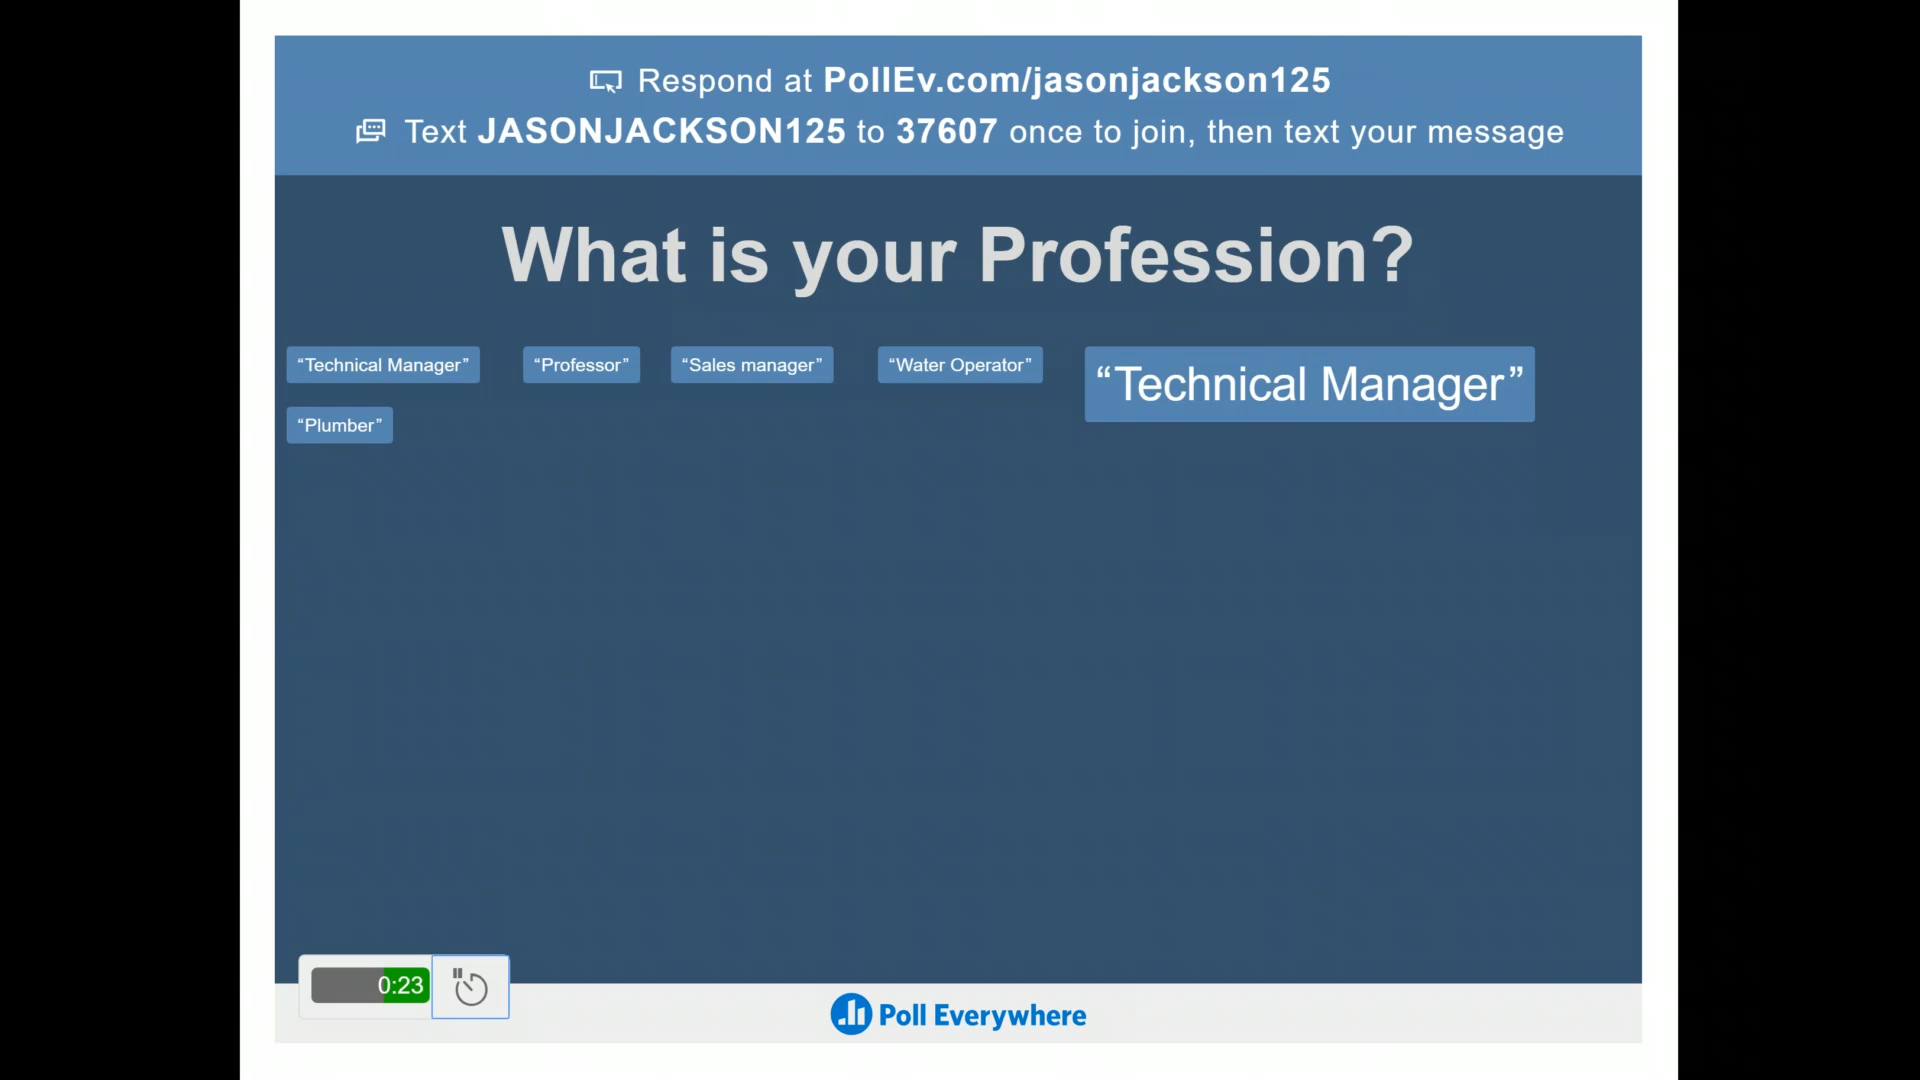 Respond at PollEv.com/jasonjackson125
Text JASONJACKSON125 to 37607 once to join, then text your message
What is your Profession?
“Technical Manager” “Professor” “Sales manager” “Water Operator” “Technical Manager”
“Plumber”
0:23
Poll Everywhere